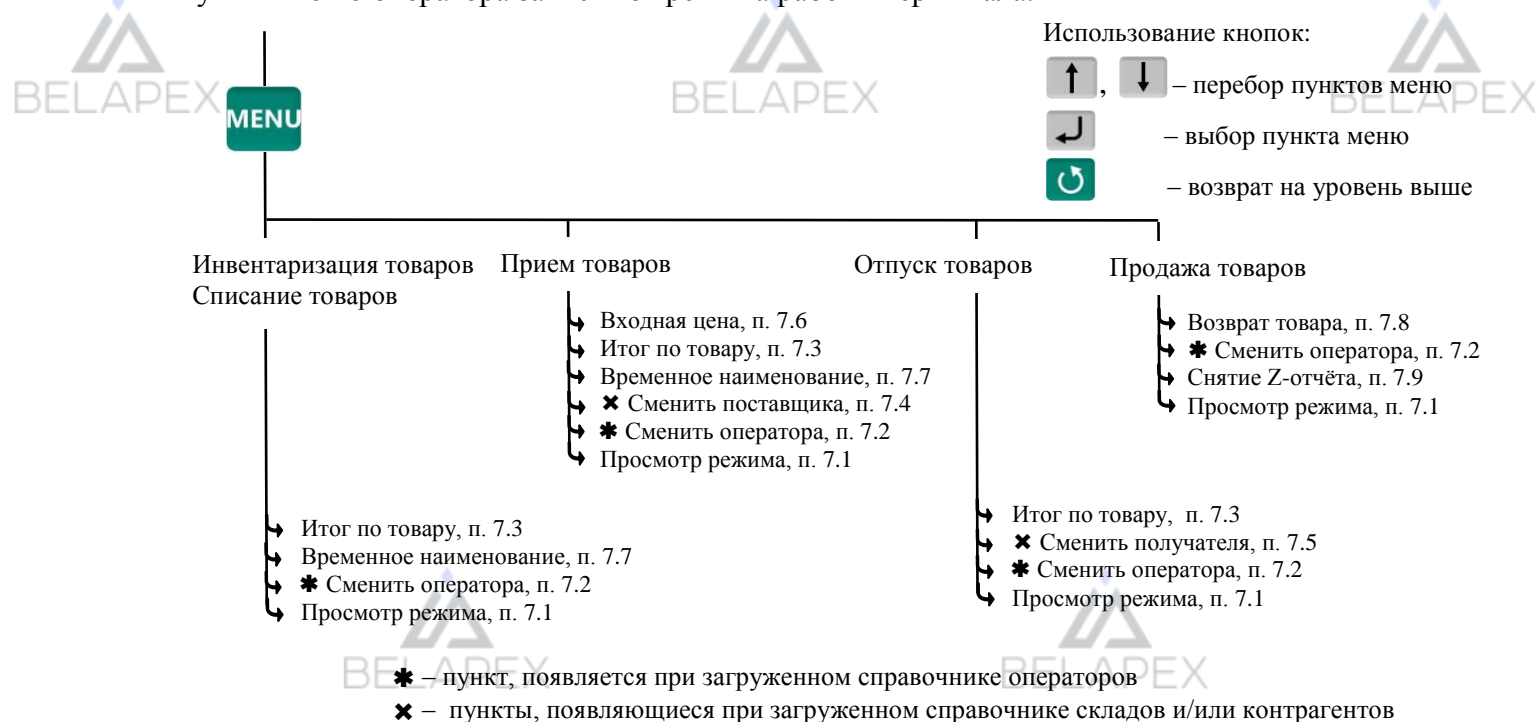 Использование кнопок:
, – перебор пунктов меню
– выбор пункта меню
– возврат на уровень выше
MENU
Инвентаризация товаров
Списание товаров
Итог по товару, п. 7.3
Временное наименование, п. 7.7
✱ Сменить оператора, п. 7.2
Просмотр режима, п. 7.1
Прием товаров
Входная цена, п. 7.6
Итог по товару, п. 7.3
Временное наименование, п. 7.7
✖ Сменить поставщика, п. 7.4
✱ Сменить оператора, п. 7.2
Просмотр режима, п. 7.1
Отпуск товаров
Итог по товару, п. 7.3
✖ Сменить получателя, п. 7.5
✱ Сменить оператора, п. 7.2
Просмотр режима, п. 7.1
Продажа товаров
Возврат товара, п. 7.8
✱ Сменить оператора, п. 7.2
Снятие Z-отчёта, п. 7.9
Просмотр режима, п. 7.1
✱ – пункт, появляется при загруженном справочнике операторов
✖ – пункты, появляющиеся при загруженном справочнике складов и/или контрагентов
BELAPEX
BELAPEX
BELAPEX
BELAPEX
BELAPEX